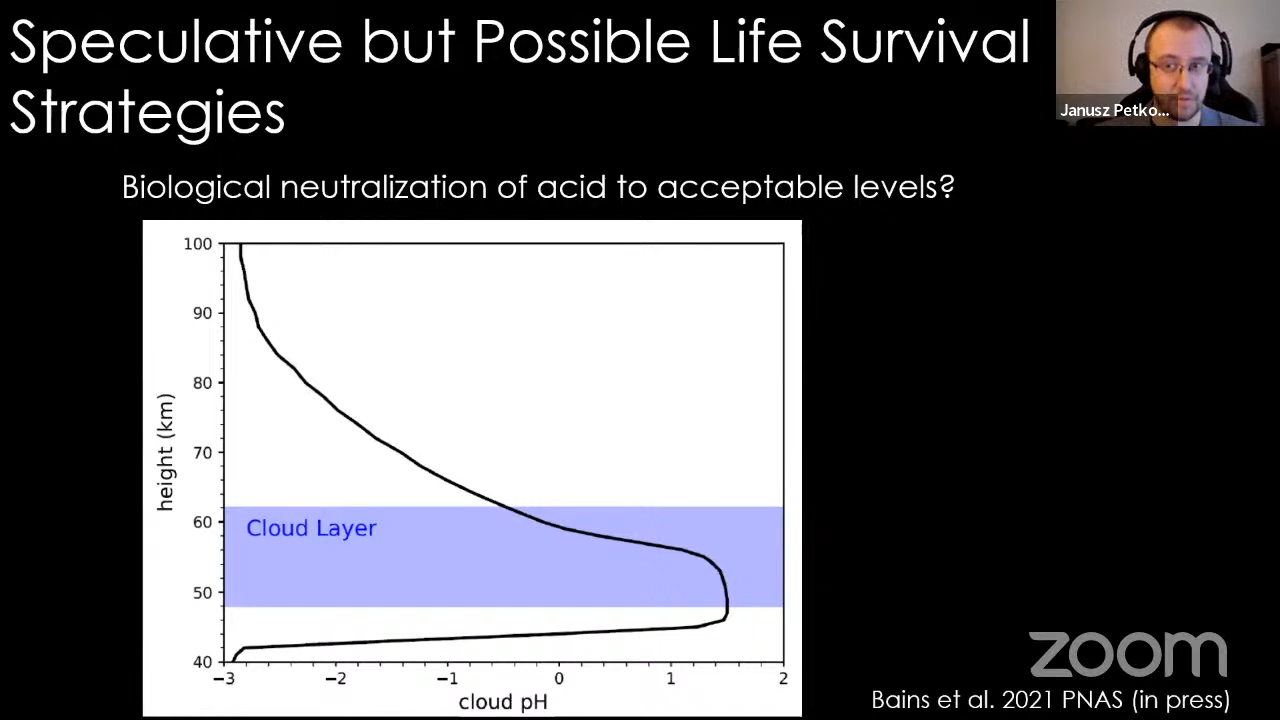 Speculative but Possible Life Survival
Strategies
Janusz Petko...
Biological neutralization of acid to acceptable levels?
100
90
80
70
60
50
40
height (km)
Cloud Layer
−3 −2 −1 0 1 2
cloud pH
zoom
Bains et al. 2021 PNAS (in press)